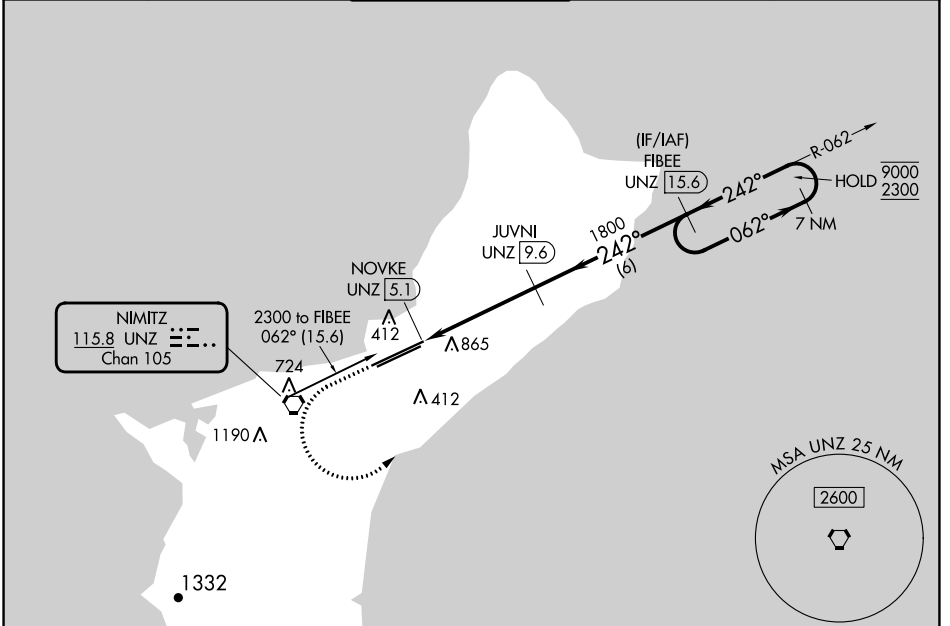 (IF/IAF)
FIBEE
UNZ 15.6
R-062
HOLD 9000
2300
242°
062°
7 NM
1800
242°
(6)
JUVNI
UNZ 9.6
NOVKE
UNZ 5.1
412
865
412
2300 to FIBEE
062° (15.6)
NIMITZ
115.8 UNZ
Chan 105
724
1190
1332
MSA UNZ 25 NM
2600